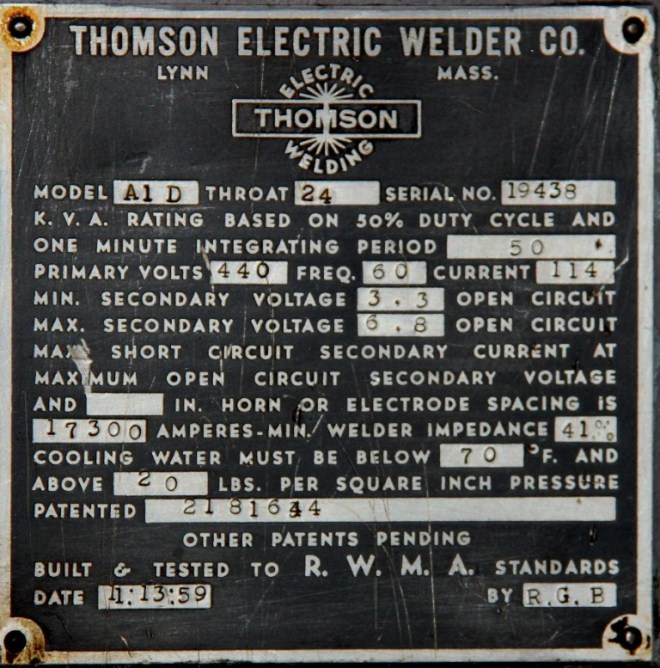 THOMSON ELECTRIC WELDER CO.
LYNN MASS.
ELECTRIC
THOMSON
WELDING
MODEL A1D THROAT 24 SERIAL NO. 19438
K. V. A. RATING BASED ON 50% DUTY CYCLE AND
ONE MINUTE INTEGRATING PERIOD 50
PRIMARY VOLTS 440 FREQ. 60 CURRENT 114
MIN. SECONDARY VOLTAGE 3.3 OPEN CIRCUIT
MAX. SECONDARY VOLTAGE 6.8 OPEN CIRCUIT
MAX. SHORT CIRCUIT SECONDARY CURRENT AT
MAXIMUM OPEN CIRCUIT SECONDARY VOLTAGE
AND IN. HORN OR ELECTRODE SPACING IS
17300 AMPERES-MIN. WELDER IMPEDANCE 41%
COOLING WATER MUST BE BELOW 70 °F. AND
ABOVE 20 LBS. PER SQUARE INCH PRESSURE
PATENTED 2181644
OTHER PATENTS PENDING
BUILT & TESTED TO R. W. M. A. STANDARDS
DATE 11:13:59 BY R.G.B